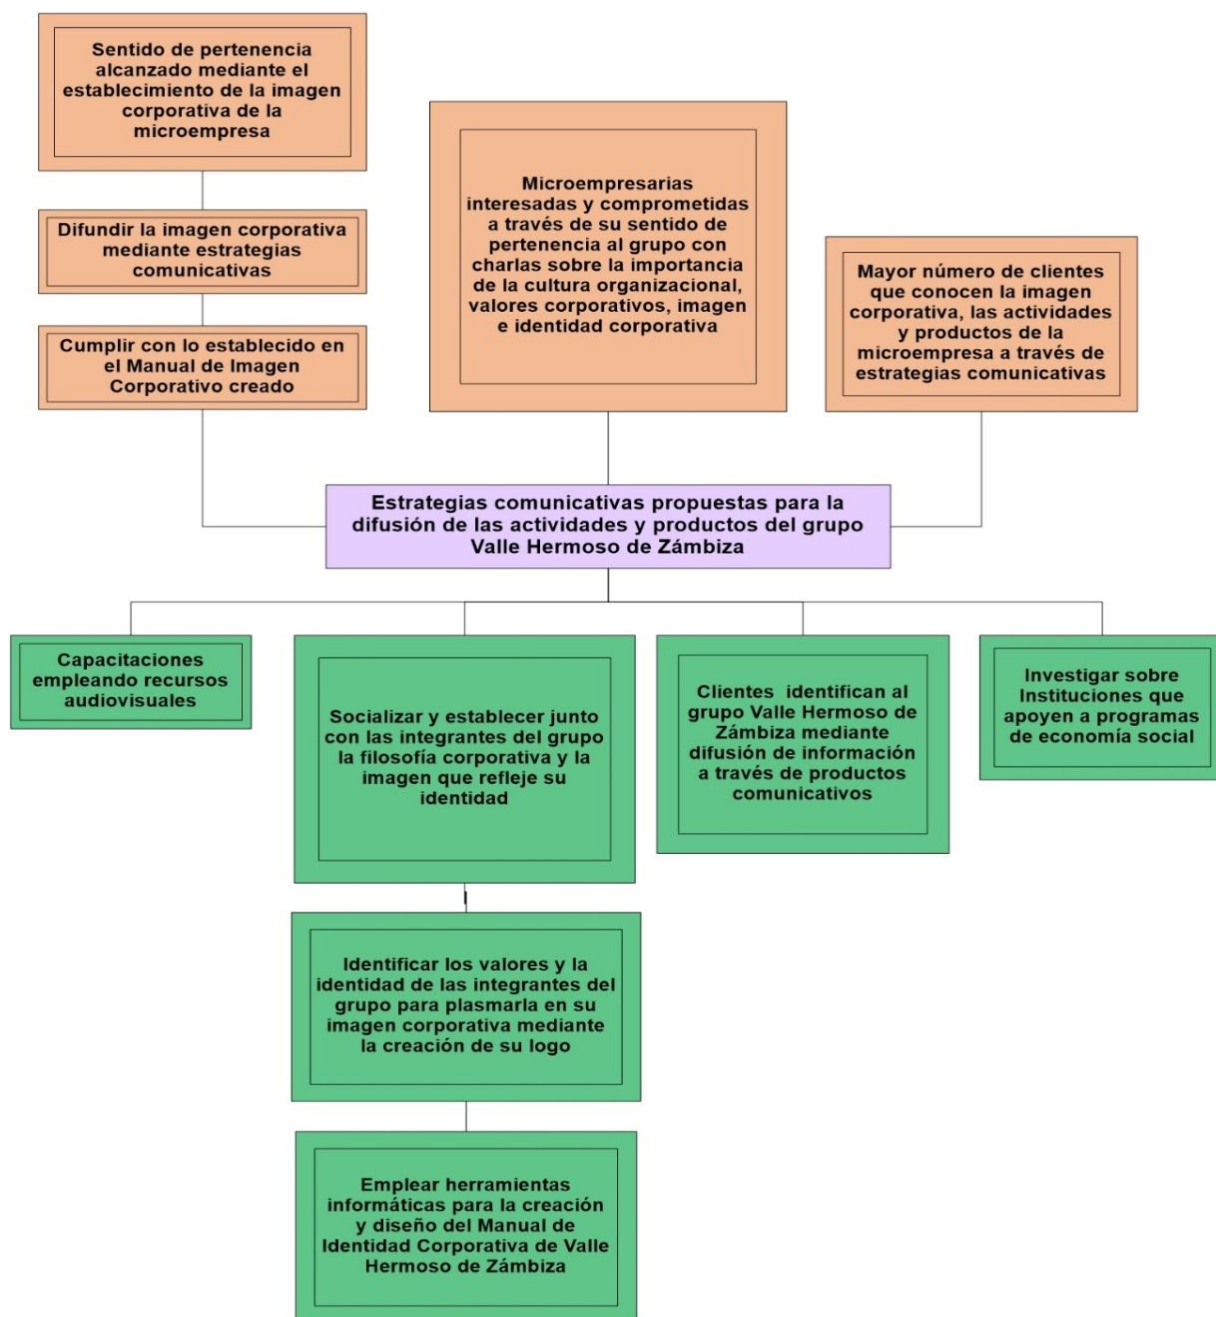 Sentido de pertenencia
alcanzado mediante el
establecimiento de la imagen
corporativa de la
microempresa
Difundir la imagen corporativa
mediante estrategias
comunicativas
Cumplir con lo establecido en
el Manual de Imagen
Corporativo creado
Microempresarias
interesadas y comprometidas
a través de su sentido de
pertenencia al grupo con
charlas sobre la importancia
de la cultura organizacional,
valores corporativos, imagen
e identidad corporativa
Mayor número de clientes
que conocen la imagen
corporativa, las actividades
y productos de la
microempresa a través de
estrategias comunicativas
Estrategias comunicativas propuestas para la
difusión de las actividades y productos del grupo
Valle Hermoso de Zámbiza
Capacitaciones
empleando recursos
audiovisuales
Socializar y establecer junto
con las integrantes del grupo
la filosofía corporativa y la
imagen que refleje su
identidad
Clientes identifican al
grupo Valle Hermoso de
Zámbiza mediante
difusión de información
a través de productos
comunicativos
Investigar sobre
Instituciones que
apoyen a programas
de economía social
Identificar los valores y la
identidad de las integrantes del
grupo para plasmarla en su
imagen corporativa mediante
la creación de su logo
Emplear herramientas
informáticas para la creación
y diseño del Manual de
Identidad Corporativa de Valle
Hermoso de Zámbiza